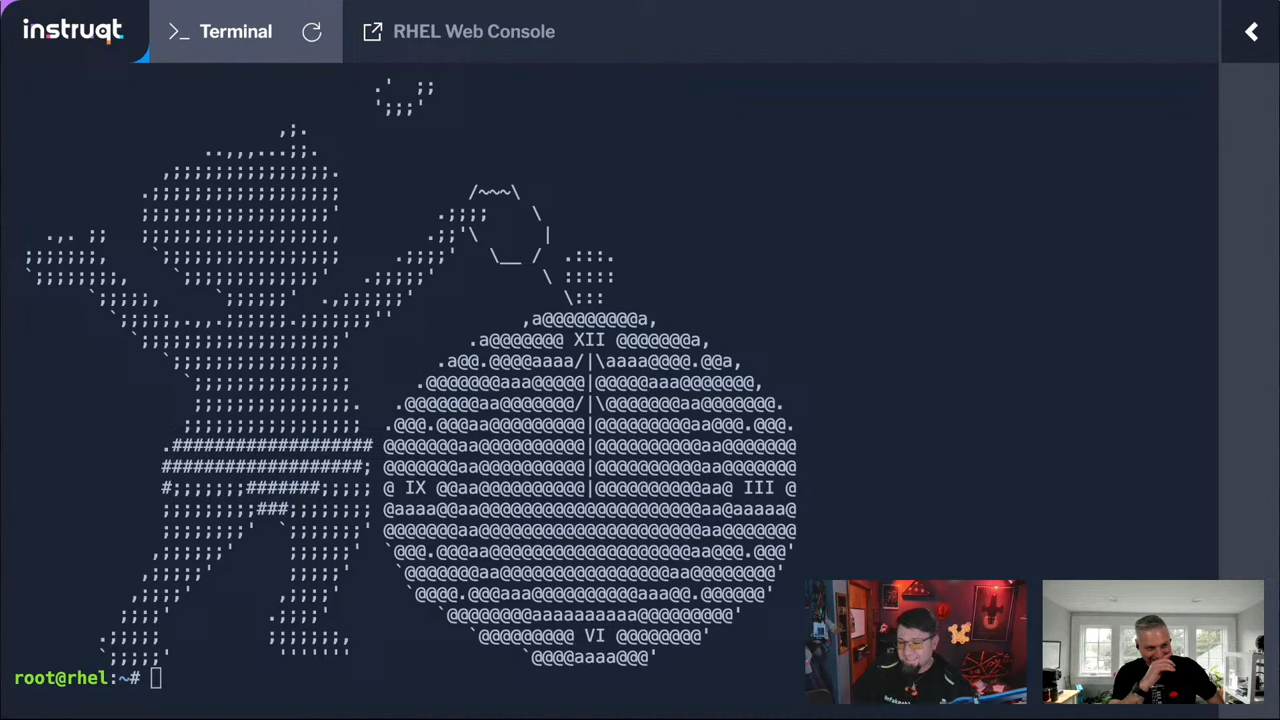 instruqt
>_ Terminal
RHEL Web Console
XII
IX
III
VI
root@rhel:~#